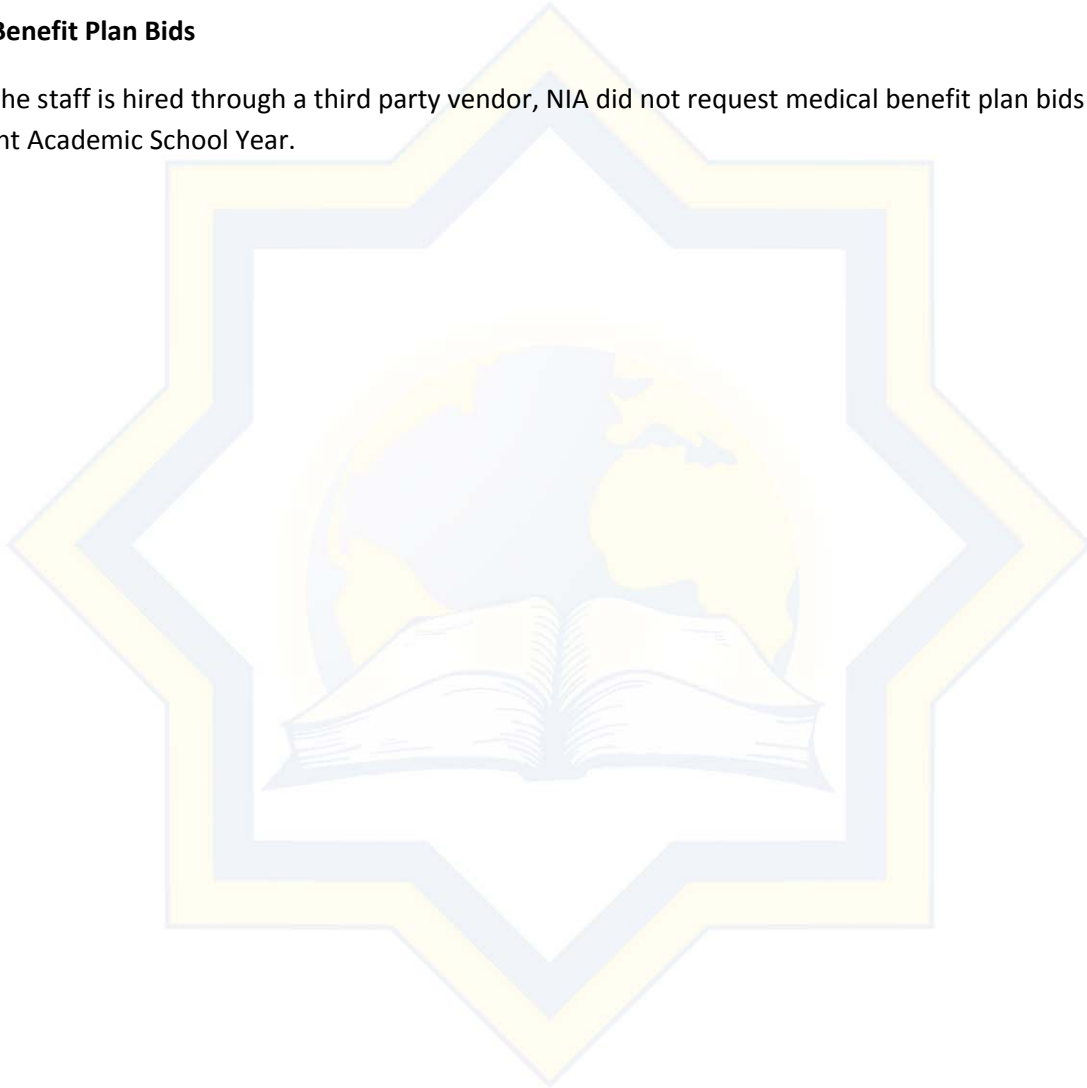 Benefit Plan Bids
he staff is hired through a third party vendor, NIA did not request medical benefit plan bids
nt Academic School Year.